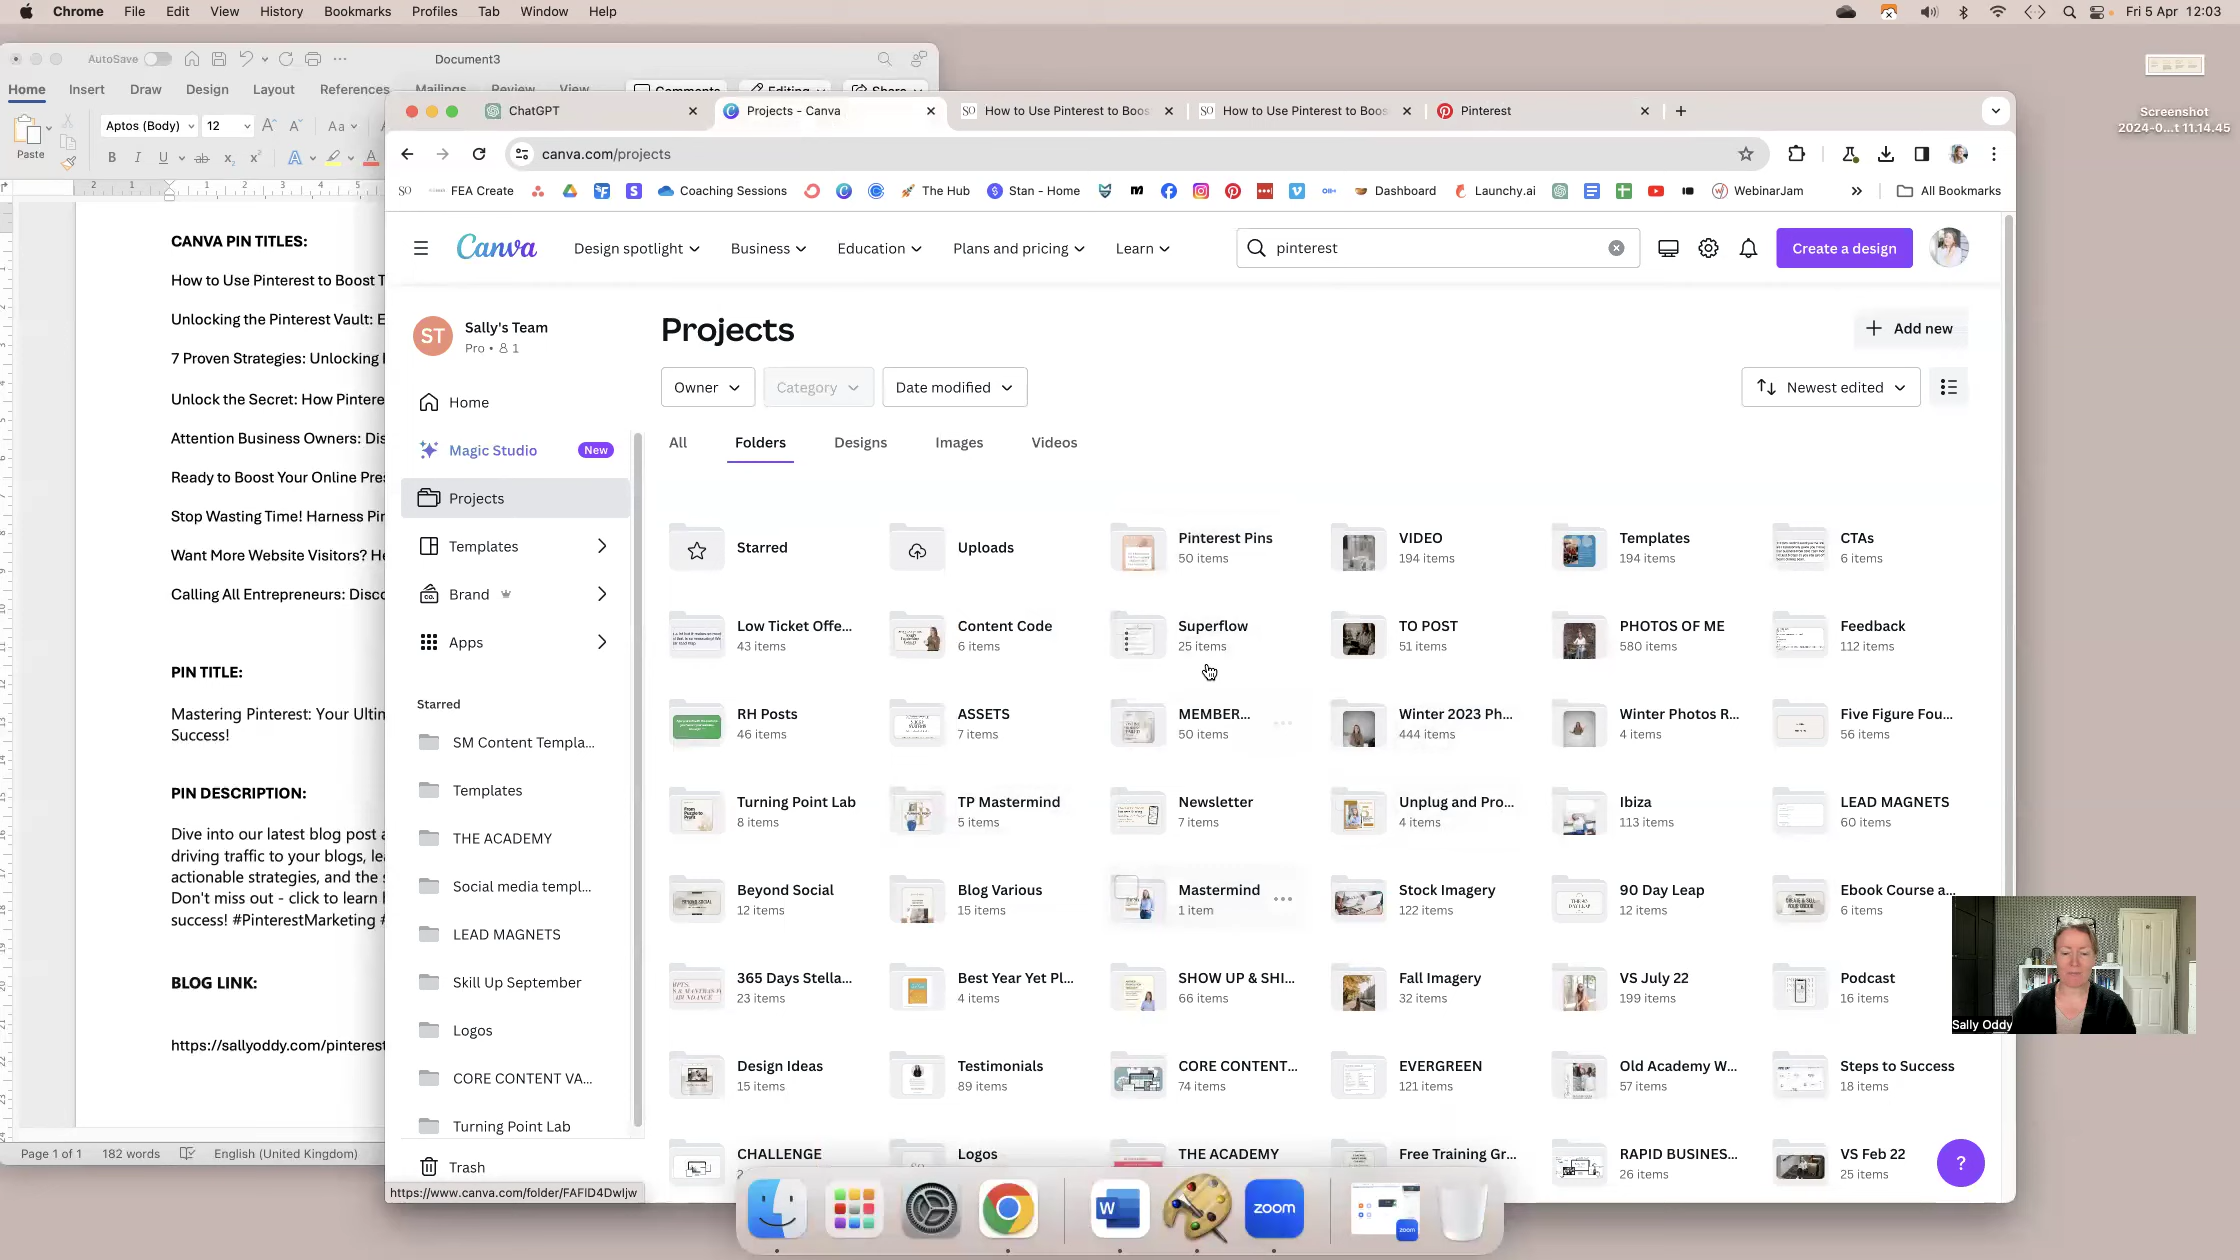 Chrome File Edit View History Bookmarks Profiles Tab Window Help Fri 5 Apr 12:03
AutoSave Document3
Home Insert Draw Design Layout References Mailings Review View Comments Editing Share
Paste Aptos (Body) 12
CANVA PIN TITLES:
How to Use Pinterest to Boost T
Unlocking the Pinterest Vault: E
7 Proven Strategies: Unlocking
Unlock the Secret: How Pintere
Attention Business Owners: Dis
Ready to Boost Your Online Pres
Stop Wasting Time! Harness Pin
Want More Website Visitors? He
Calling All Entrepreneurs: Disco
PIN TITLE:
Mastering Pinterest: Your Ultim
Success!
PIN DESCRIPTION:
Dive into our latest blog post a
driving traffic to your blogs, lea
actionable strategies, and the s
Don't miss out - click to learn h
success! #PinterestMarketing #
BLOG LINK:
https://sallyoddy.com/pinterest
Page 1 of 1 182 words English (United Kingdom)
ChatGPT Projects - Canva How to Use Pinterest to Boos How to Use Pinterest to Boos Pinterest
canva.com/projects
SO FEA Create Coaching Sessions The Hub Stan - Home Dashboard Launchy.ai WebinarJam All Bookmarks
Canva Design spotlight Business Education Plans and pricing Learn pinterest Create a design
ST Sally's Team
Pro • 1
Home
Magic Studio New
Projects
Templates
Brand
Apps
Starred
SM Content Templa...
Templates
THE ACADEMY
Social media templ...
LEAD MAGNETS
Skill Up September
Logos
CORE CONTENT VA...
Turning Point Lab
Trash
https://www.canva.com/folder/FAFID4DwIjw
Projects
Add new
Owner Category Date modified Newest edited
All Folders Designs Images Videos
Starred Uploads Pinterest Pins VIDEO Templates CTAs
50 items 194 items 194 items 6 items
Low Ticket Offe... Content Code Superflow TO POST PHOTOS OF ME Feedback
43 items 6 items 25 items 51 items 580 items 112 items
RH Posts ASSETS MEMBER... Winter 2023 Ph... Winter Photos R... Five Figure Fou...
46 items 7 items 50 items 444 items 4 items 56 items
Turning Point Lab TP Mastermind Newsletter Unplug and Pro... Ibiza LEAD MAGNETS
8 items 5 items 7 items 4 items 113 items 60 items
Beyond Social Blog Various Mastermind Stock Imagery 90 Day Leap Ebook Course a...
12 items 15 items 1 item 122 items 12 items 6 items
365 Days Stella... Best Year Yet Pl... SHOW UP & SHI... Fall Imagery VS July 22 Podcast
23 items 4 items 66 items 32 items 199 items 16 items
Design Ideas Testimonials CORE CONTENT... EVERGREEN Old Academy W... Steps to Success
15 items 89 items 74 items 121 items 57 items 18 items
CHALLENGE Logos THE ACADEMY Free Training Gr... RAPID BUSINES... VS Feb 22
26 items 25 items
?
Screenshot
2024-0...t 11.14.45
Sally Oddy
zoom